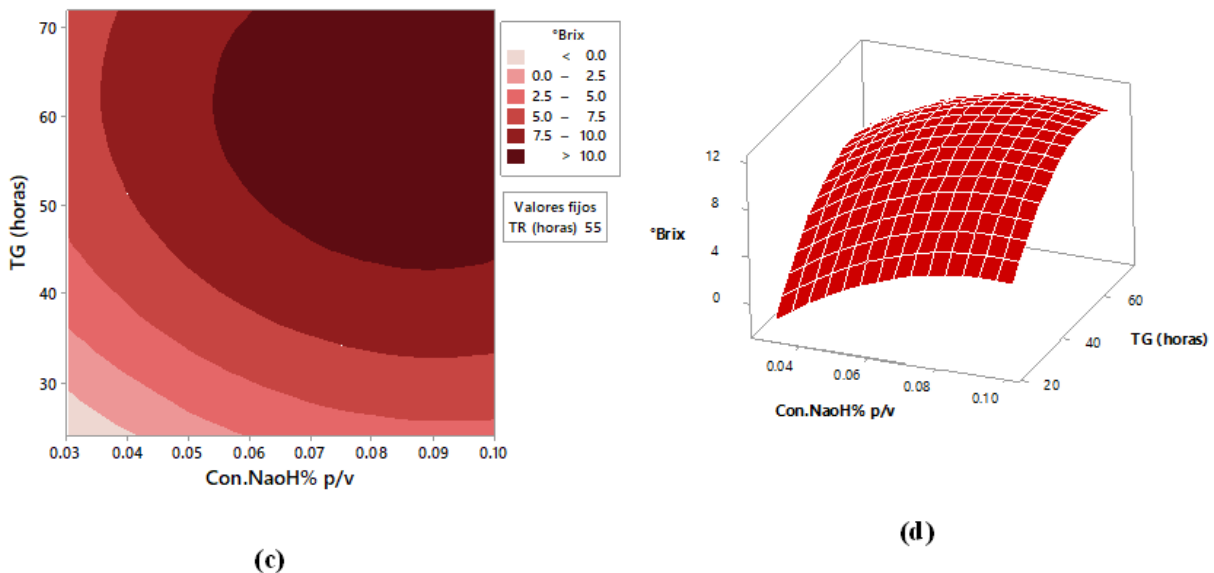 70
60
50
40
30
TG (horas)
0.03 0.04 0.05 0.06 0.07 0.08 0.09 0.10
Con.NaoH% p/v
°Brix
< 0.0
0.0 – 2.5
2.5 – 5.0
5.0 – 7.5
7.5 – 10.0
> 10.0
Valores fijos
TR (horas) 55
(c)
12
8
4
0
°Brix
0.04 0.06 0.08 0.10
Con.NaoH% p/v
20
40
60
TG (horas)
(d)